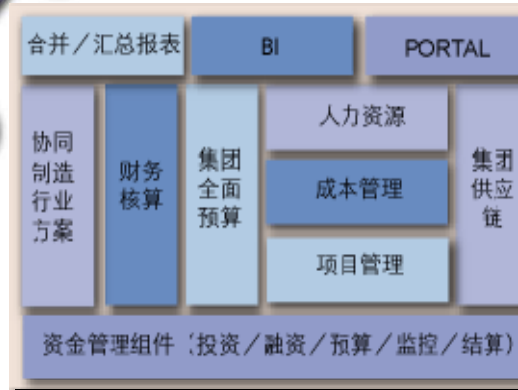 合并／汇总报表
BI
PORTAL
协同
制造
行业
方案
财务
核算
集团
全面
预算
人力资源
成本管理
项目管理
集团
供应
链
资金管理组件（投资／融资／预算／监控／结算）